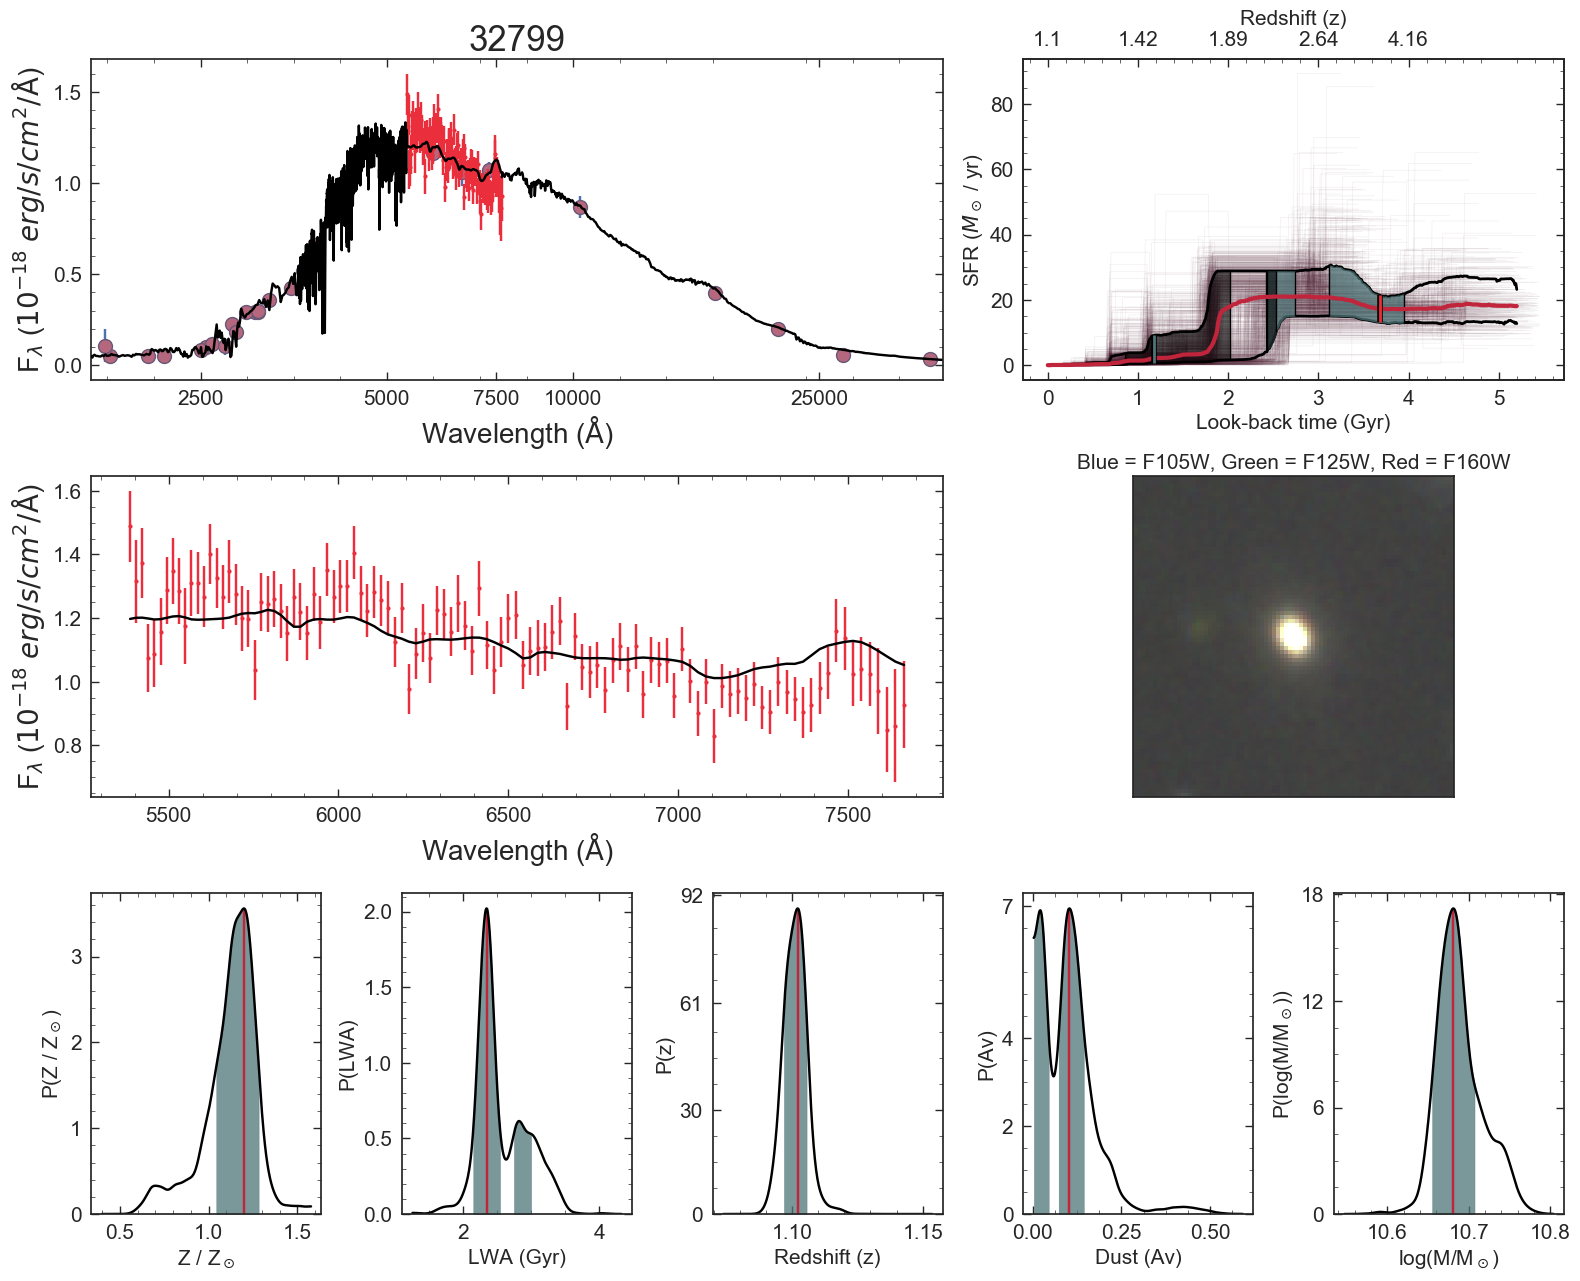 32799
F_λ (10^−18 erg/s/cm^2/Å)
1.5
1.0
0.5
0.0
2500 5000 7500 10000 25000
Wavelength (Å)
Redshift (z)
1.1 1.42 1.89 2.64 4.16
SFR (M_⊙ / yr)
80
60
40
20
0
0 1 2 3 4 5
Look-back time (Gyr)
F_λ (10^−18 erg/s/cm^2/Å)
1.6
1.4
1.2
1.0
0.8
5500 6000 6500 7000 7500
Wavelength (Å)
Blue = F105W, Green = F125W, Red = F160W
P(Z / Z_⊙)
3
2
1
0
0.5 1.0 1.5
Z / Z_⊙
P(LWA)
2.0
1.5
1.0
0.5
0.0
2 4
LWA (Gyr)
P(z)
92
61
30
0
1.10 1.15
Redshift (z)
P(Av)
7
4
2
0
0.00 0.25 0.50
Dust (Av)
P(log(M/M_⊙))
18
12
6
0
10.6 10.7 10.8
log(M/M_⊙)